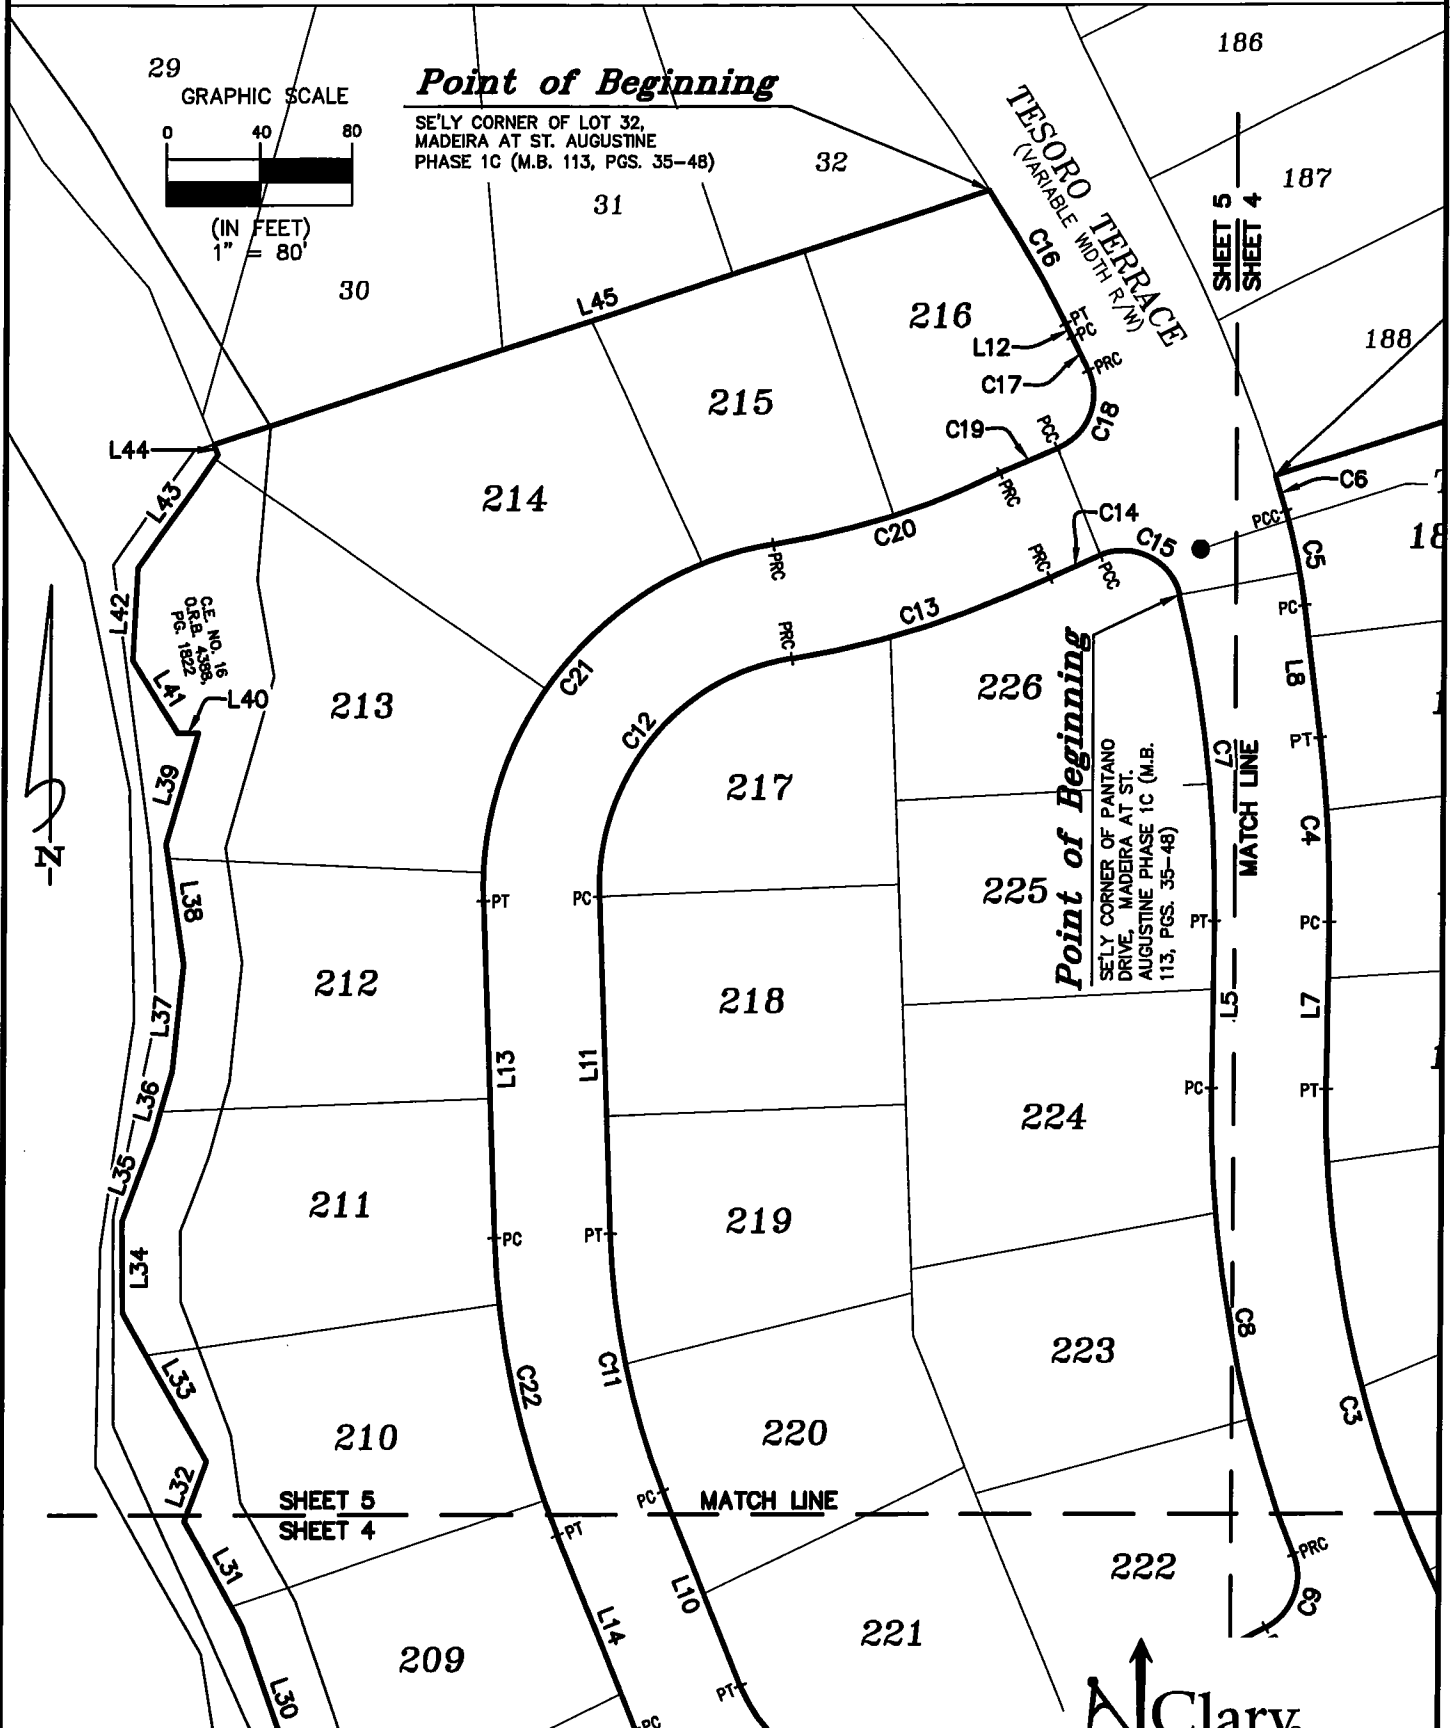 29
GRAPHIC SCALE
0 40 80
(IN FEET)
1" = 80'
Point of Beginning
SE'LY CORNER OF LOT 32,
MADEIRA AT ST. AUGUSTINE
PHASE 1C (M.B. 113, PGS. 35-48)
30
31
32
186
187
188
TESORO TERRACE
(VARIABLE WIDTH R/W)
SHEET 5
SHEET 4
C16
PT
PC
L12
C17
PRC
C18
PCC
C19
PRC
L45
216
215
214
L44
L43
L42
C.E. NO. 16
O.R.B. 4388,
PG. 1822
L41
L40
213
C20
PRC
C21
C14
C15
PRC
PCC
C13
PRC
C12
C6
PCC
C5
PC
18
L8
PT
226
217
Point of Beginning
SE'LY CORNER OF PANTANO
DRIVE, MADEIRA AT ST.
AUGUSTINE PHASE 1C (M.B.
113, PGS. 35-48)
C7
MATCH LINE
C4
N
L39
L38
PT
PC
225
PT
PC
212
218
L5
L7
L37
L13
L11
L36
224
PC
PT
L35
211
219
PC
PT
L34
C8
223
L33
C22
C11
C3
210
220
L32
SHEET 5
SHEET 4
PC
MATCH LINE
PT
PRC
222
C9
L31
L14
L10
221
209
L30
PT
PC
Clary